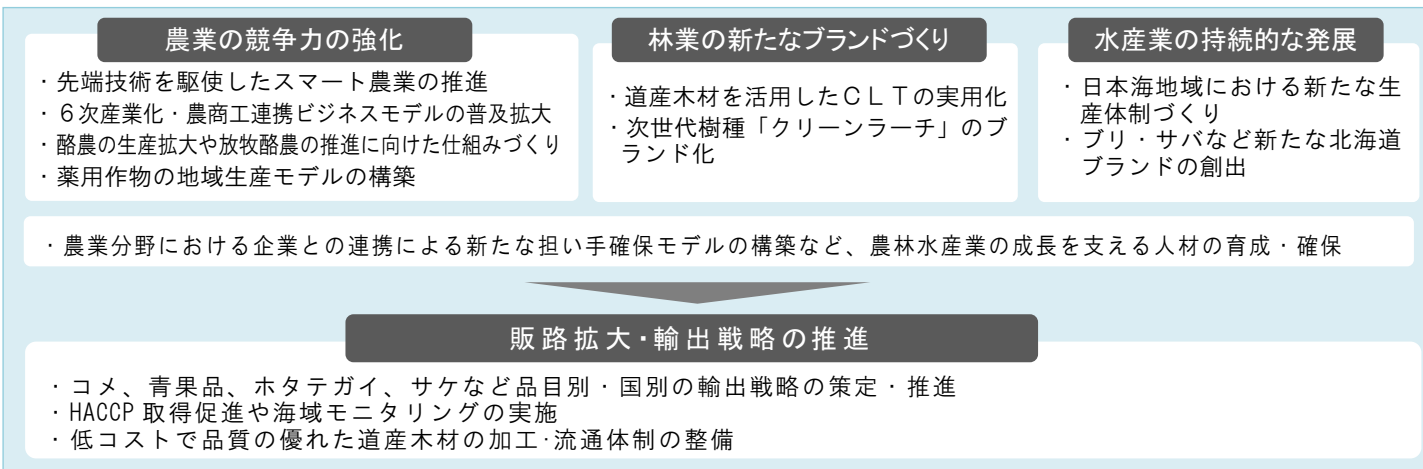 農業の競争力の強化
・先端技術を駆使したスマート農業の推進
・６次産業化・農商工連携ビジネスモデルの普及拡大
・酪農の生産拡大や放牧酪農の推進に向けた仕組みづくり
・薬用作物の地域生産モデルの構築
林業の新たなブランドづくり
・道産木材を活用したＣＬＴの実用化
・次世代樹種「クリーンラーチ」のブ
ランド化
水産業の持続的な発展
・日本海地域における新たな生
産体制づくり
・ブリ・サバなど新たな北海道
ブランドの創出
・農業分野における企業との連携による新たな担い手確保モデルの構築など、農林水産業の成長を支える人材の育成・確保
販路拡大・輸出戦略の推進
・コメ、青果品、ホタテガイ、サケなど品目別・国別の輸出戦略の策定・推進
・HACCP 取得促進や海域モニタリングの実施
・低コストで品質の優れた道産木材の加工・流通体制の整備